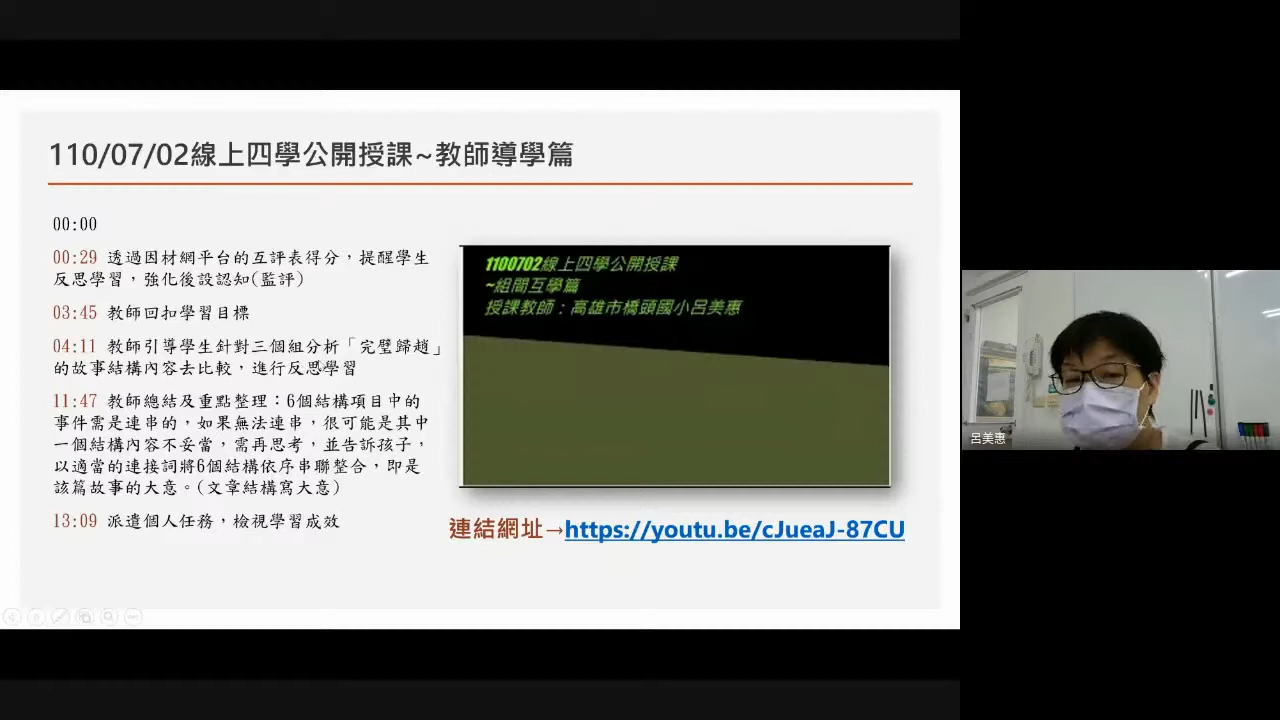 110/07/02線上四學公開授課~教師導學篇
00:00
00:29 透過因材網平台的互評表得分，提醒學生
反思學習，強化後設認知(監評)
03:45 教師回扣學習目標
04:11 教師引導學生針對三個組分析「完璧歸趙」
的故事結構內容去比較，進行反思學習
11:47 教師總結及重點整理：6個結構項目中的
事件需是連串的，如果無法連串，很可能是其中
一個結構內容不妥當，需再思考，並告訴孩子，
以適當的連接詞將6個結構依序串聯整合，即是
該篇故事的大意。(文章結構寫大意)
13:09 派遣個人任務，檢視學習成效
1100702線上四學公開授課
~組間互學篇
授課教師：高雄市橋頭國小呂美惠
連結網址→https://youtu.be/cJueaJ-87CU
呂美惠